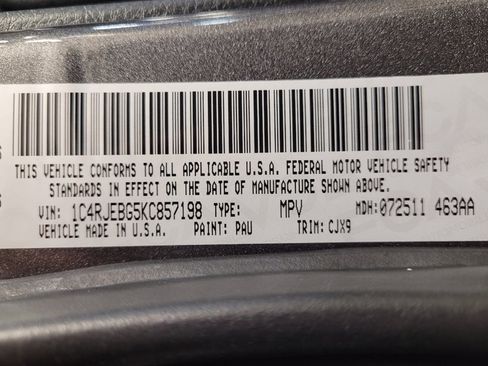 THIS VEHICLE CONFORMS TO ALL APPLICABLE U.S.A. FEDERAL MOTOR VEHICLE SAFETY
STANDARDS IN EFFECT ON THE DATE OF MANUFACTURE SHOWN ABOVE.
VIN: 1C4RJEBG5KC857198 TYPE: MPV MDH: 072511 463AA
VEHICLE MADE IN U.S.A. PAINT: PAU TRIM: CJX9